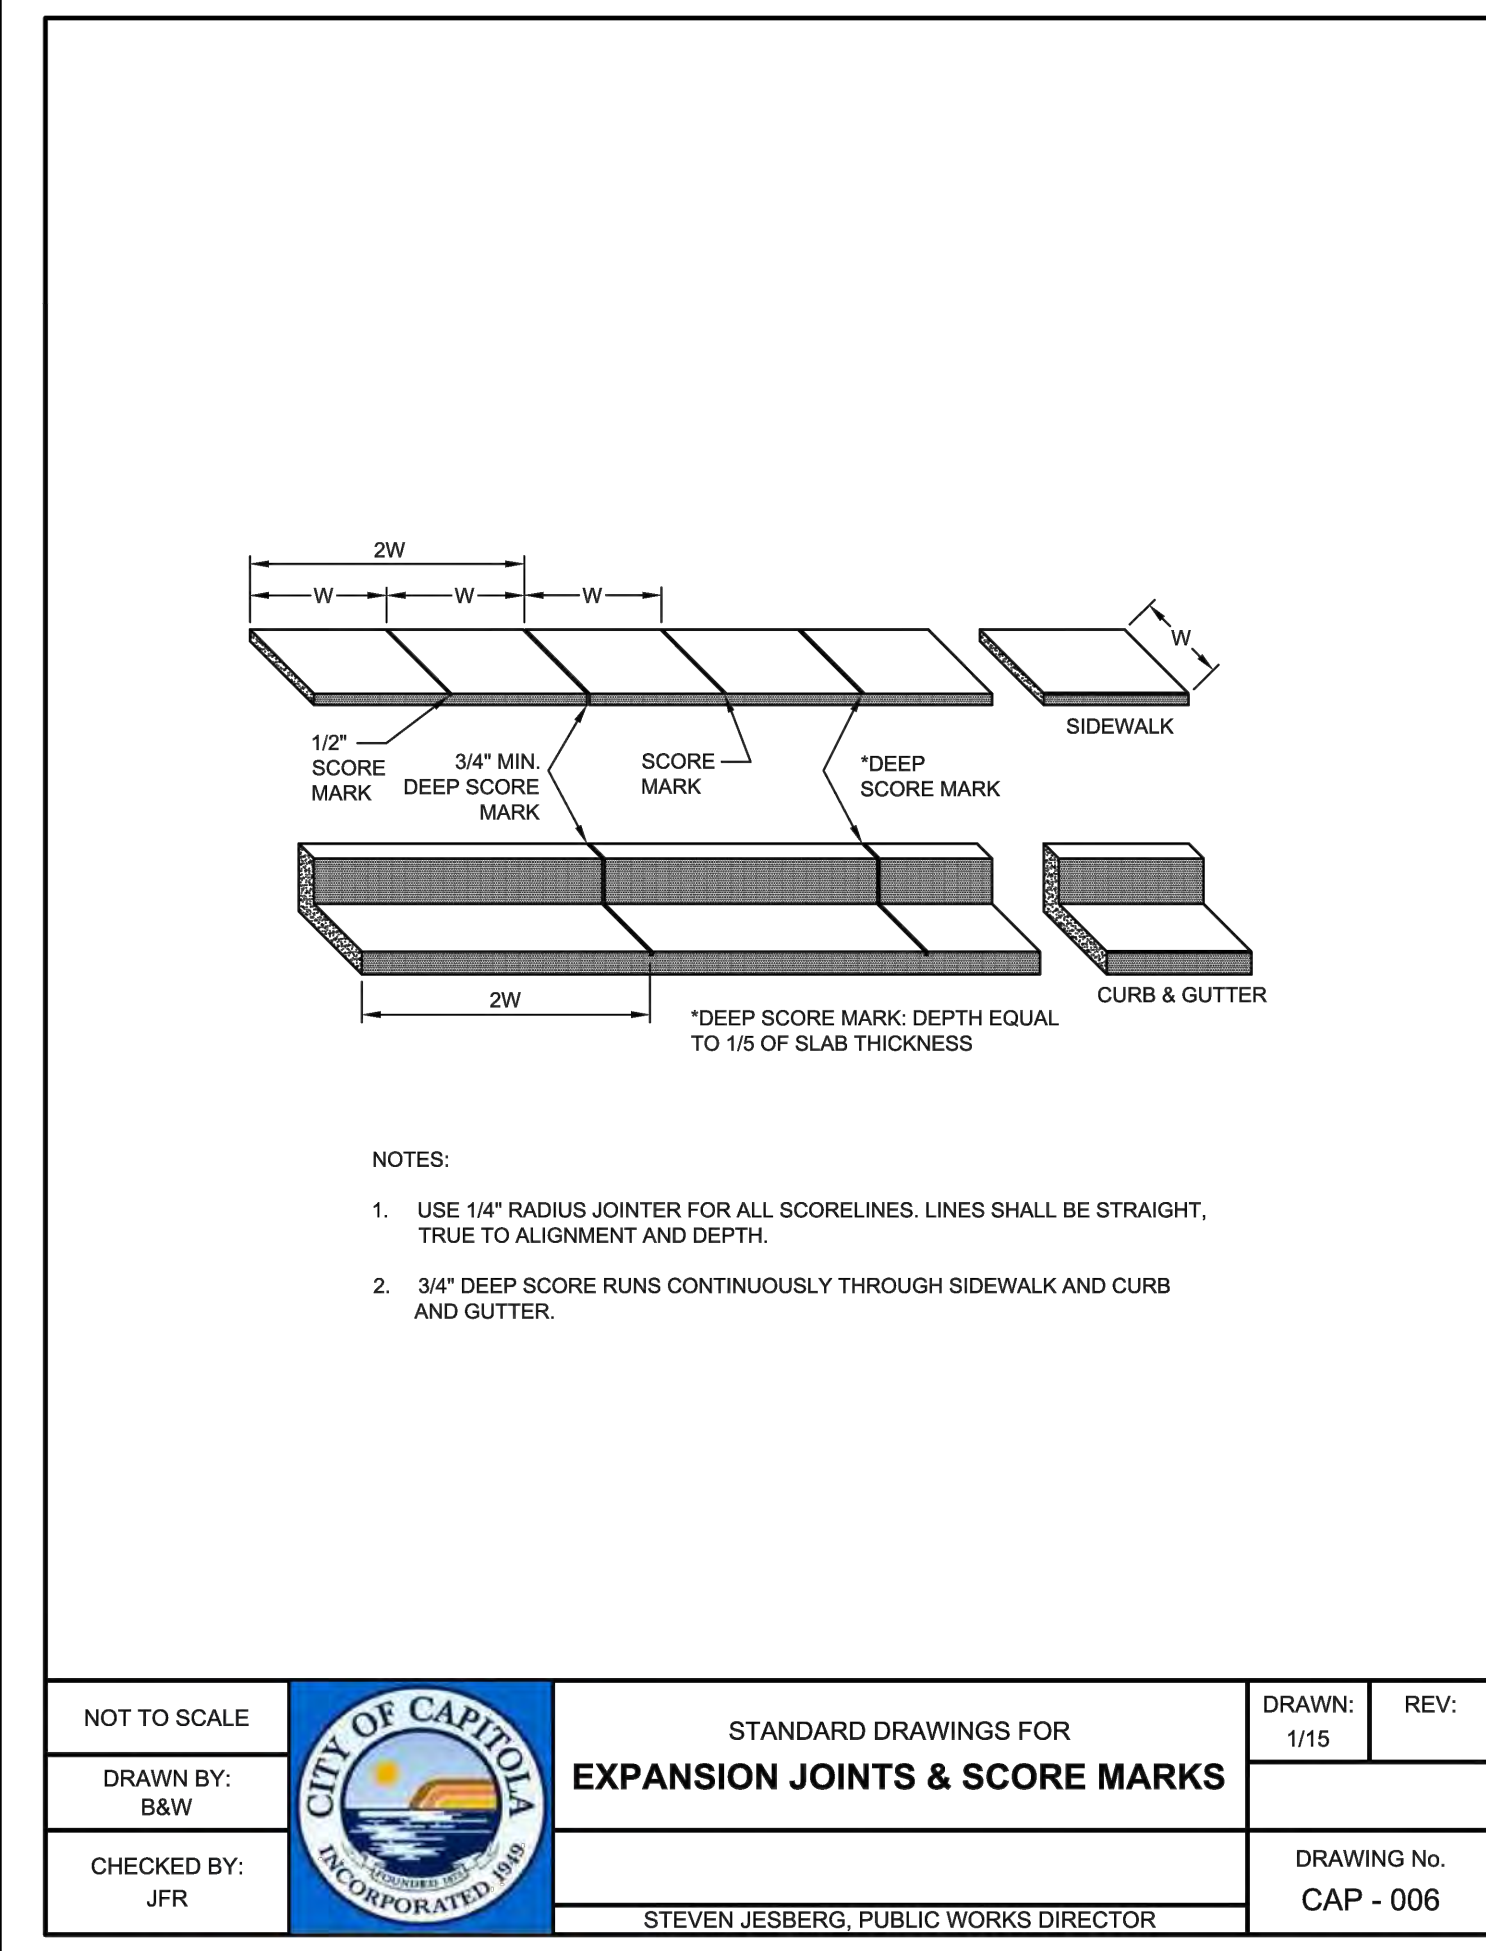 2W
W
W
W
W
SIDEWALK
1/2"
SCORE
MARK
3/4" MIN.
DEEP SCORE
MARK
SCORE
MARK
*DEEP
SCORE MARK
CURB & GUTTER
2W
*DEEP SCORE MARK: DEPTH EQUAL
TO 1/5 OF SLAB THICKNESS
NOTES:
1. USE 1/4" RADIUS JOINTER FOR ALL SCORELINES. LINES SHALL BE STRAIGHT,
TRUE TO ALIGNMENT AND DEPTH.
2. 3/4" DEEP SCORE RUNS CONTINUOUSLY THROUGH SIDEWALK AND CURB
AND GUTTER.
NOT TO SCALE
DRAWN BY:
B&W
CHECKED BY:
JFR
CITY OF CAPITOLA
FOUNDED
INCORPORATED 1949
STANDARD DRAWINGS FOR
EXPANSION JOINTS & SCORE MARKS
STEVEN JESBERG, PUBLIC WORKS DIRECTOR
DRAWN:
1/15
REV:
DRAWING No.
CAP - 006